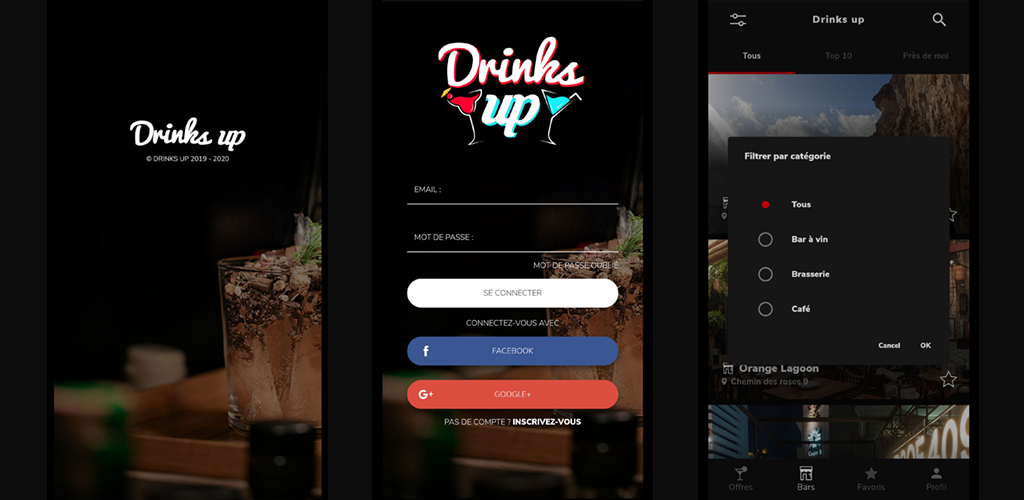 Drinks up
© DRINKS UP 2019 - 2020
Drinks
up
EMAIL :
MOT DE PASSE :
MOT DE PASSE OUBLIÉ
SE CONNECTER
CONNECTEZ-VOUS AVEC
f FACEBOOK
G+ GOOGLE+
PAS DE COMPTE ? INSCRIVEZ-VOUS
Drinks up
Tous Top 10 Près de moi
Filtrer par catégorie
Tous
Bar à vin
Brasserie
Café
Cancel OK
Orange Lagoon
Chemin des roses 9
Offres Bars Favoris Profil